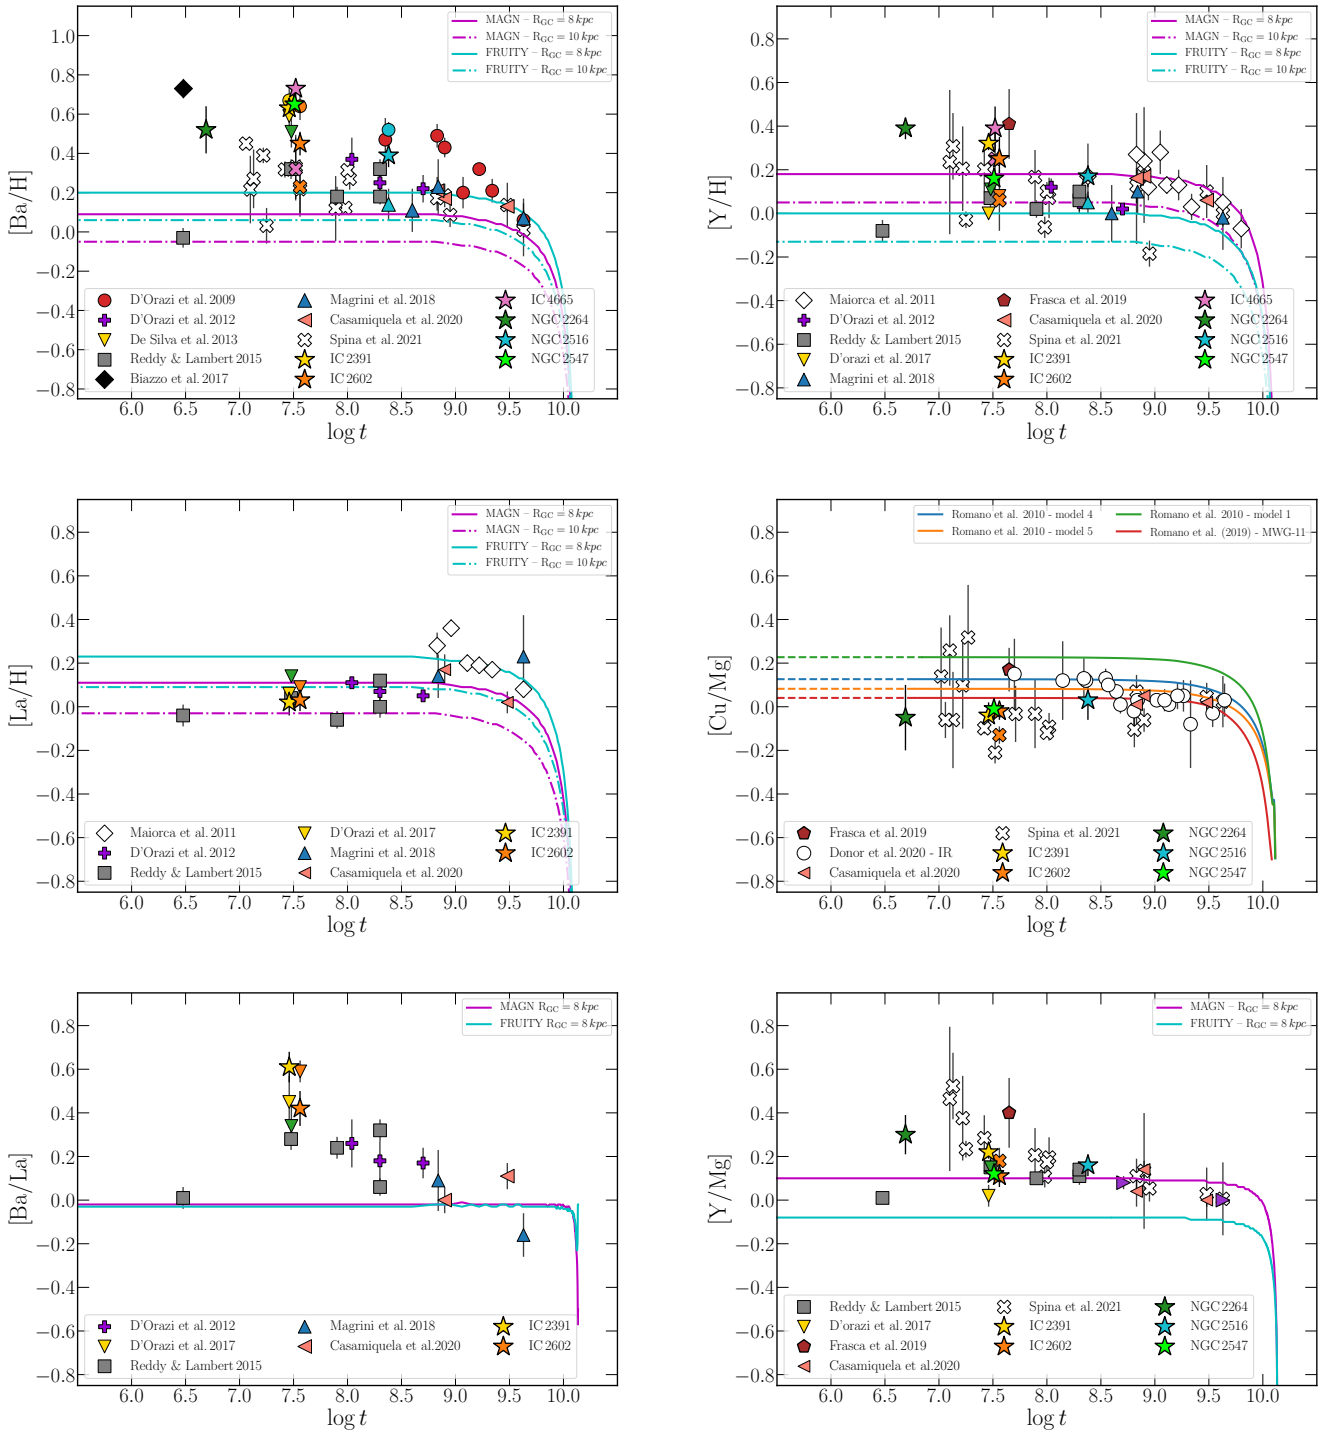 MAGN – R_GC = 8 kpc
MAGN – R_GC = 10 kpc
FRUITY – R_GC = 8 kpc
FRUITY – R_GC = 10 kpc
1.0
0.8
0.6
0.4
0.2
0.0
−0.2
−0.4
−0.6
−0.8
[Ba/H]
D'Orazi et al. 2009
D'Orazi et al. 2012
De Silva et al. 2013
Reddy & Lambert 2015
Biazzo et al. 2017
Magrini et al. 2018
Casamiquela et al. 2020
Spina et al. 2021
IC 2391
IC 2602
IC 4665
NGC 2264
NGC 2516
NGC 2547
6.0 6.5 7.0 7.5 8.0 8.5 9.0 9.5 10.0
log t
MAGN – R_GC = 8 kpc
MAGN – R_GC = 10 kpc
FRUITY – R_GC = 8 kpc
FRUITY – R_GC = 10 kpc
0.8
0.6
0.4
0.2
0.0
−0.2
−0.4
−0.6
−0.8
[Y/H]
Maiorca et al. 2011
D'Orazi et al. 2012
Reddy & Lambert 2015
D'orazi et al. 2017
Magrini et al. 2018
Frasca et al. 2019
Casamiquela et al. 2020
Spina et al. 2021
IC 2391
IC 2602
IC 4665
NGC 2264
NGC 2516
NGC 2547
6.0 6.5 7.0 7.5 8.0 8.5 9.0 9.5 10.0
log t
MAGN – R_GC = 8 kpc
MAGN – R_GC = 10 kpc
FRUITY – R_GC = 8 kpc
FRUITY – R_GC = 10 kpc
0.8
0.6
0.4
0.2
0.0
−0.2
−0.4
−0.6
−0.8
[La/H]
Maiorca et al. 2011
D'Orazi et al. 2012
Reddy & Lambert 2015
D'Orazi et al. 2017
Magrini et al. 2018
Casamiquela et al. 2020
IC 2391
IC 2602
6.0 6.5 7.0 7.5 8.0 8.5 9.0 9.5 10.0
log t
Romano et al. 2010 - model 4
Romano et al. 2010 - model 5
Romano et al. 2010 - model 1
Romano et al. (2019) - MWG-11
0.8
0.6
0.4
0.2
0.0
−0.2
−0.4
−0.6
−0.8
[Cu/Mg]
Frasca et al. 2019
Donor et al. 2020 - IR
Casamiquela et al. 2020
Spina et al. 2021
IC 2391
IC 2602
NGC 2264
NGC 2516
NGC 2547
6.0 6.5 7.0 7.5 8.0 8.5 9.0 9.5 10.0
log t
MAGN R_GC = 8 kpc
FRUITY R_GC = 8 kpc
0.8
0.6
0.4
0.2
0.0
−0.2
−0.4
−0.6
−0.8
[Ba/La]
D'Orazi et al. 2012
D'Orazi et al. 2017
Reddy & Lambert 2015
Magrini et al. 2018
Casamiquela et al. 2020
IC 2391
IC 2602
6.0 6.5 7.0 7.5 8.0 8.5 9.0 9.5 10.0
log t
MAGN – R_GC = 8 kpc
FRUITY – R_GC = 8 kpc
0.8
0.6
0.4
0.2
0.0
−0.2
−0.4
−0.6
−0.8
[Y/Mg]
Reddy & Lambert 2015
D'orazi et al. 2017
Frasca et al. 2019
Casamiquela et al.2020
Spina et al. 2021
IC 2391
IC 2602
NGC 2264
NGC 2516
NGC 2547
6.0 6.5 7.0 7.5 8.0 8.5 9.0 9.5 10.0
log t